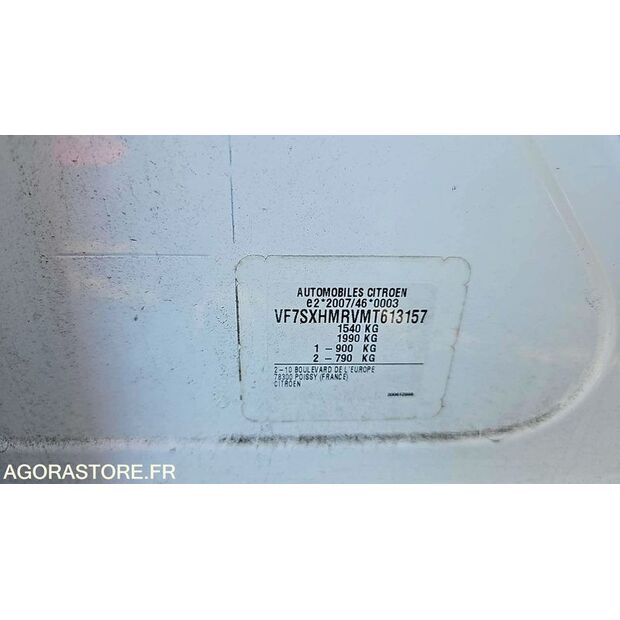 AUTOMOBILES CITROEN
e2*2007/46*0003
VF7SXHMRVMT613157
1540 KG
1990 KG
1 - 900 KG
2 - 790 KG
2-10 BOULEVARD DE L'EUROPE
78300 POISSY (FRANCE)
CITROEN
AGORASTORE.FR